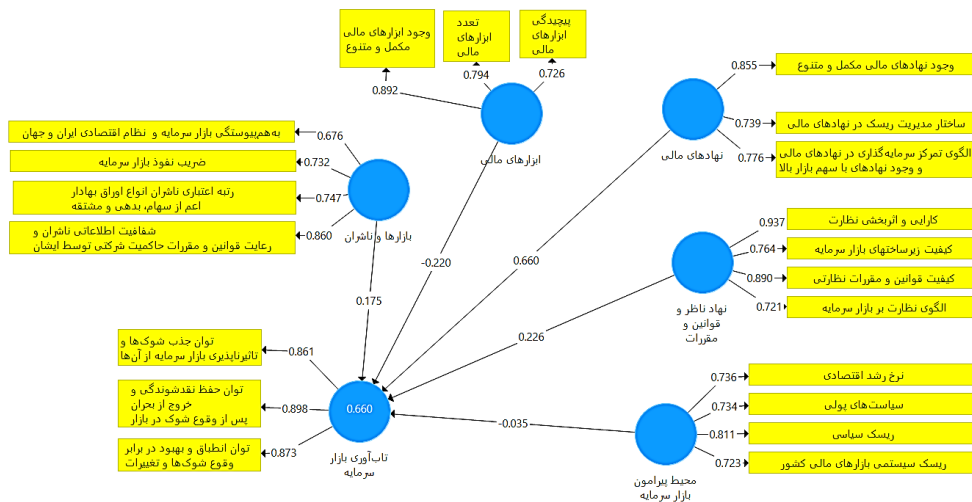 وجود ابزارهای مالی
مکمل و متنوع
تعدد
ابزارهای
مالی
پیچیدگی
ابزارهای
مالی
0.892
0.794
0.726
ابزارهای مالی
وجود نهادهای مالی مکمل و متنوع
ساختار مدیریت ریسک در نهادهای مالی
الگوی تمرکز سرمایه‌گذاری در نهادهای مالی
و وجود نهادهای با سهم بازار بالا
0.855
0.739
0.776
نهادهای مالی
به‌هم‌پیوستگی بازار سرمایه و نظام اقتصادی ایران و جهان
ضریب نفوذ بازار سرمایه
رتبه اعتباری ناشران انواع اوراق بهادار
اعم از سهام، بدهی و مشتقه
شفافیت اطلاعاتی ناشران و
رعایت قوانین و مقررات حاکمیت شرکتی توسط ایشان
0.676
0.732
0.747
0.860
بازارها و ناشران
کارایی و اثربخشی نظارت
کیفیت زیرساختهای بازار سرمایه
کیفیت قوانین و مقررات نظارتی
الگوی نظارت بر بازار سرمایه
0.937
0.764
0.890
0.721
نهاد ناظر و
قوانین و
مقررات
-0.220
0.660
0.175
0.226
-0.035
توان جذب شوک‌ها و
تاثیرناپذیری بازار سرمایه از آن‌ها
توان حفظ نقدشوندگی و
خروج از بحران
پس از وقوع شوک در بازار
توان انطباق و بهبود در برابر
وقوع شوک‌ها و تغییرات
0.861
0.898
0.873
0.660
تاب‌آوری بازار
سرمایه
نرخ رشد اقتصادی
سیاست‌های پولی
ریسک سیاسی
ریسک سیستمی بازارهای مالی کشور
0.736
0.734
0.811
0.723
محیط پیرامون
بازار سرمایه